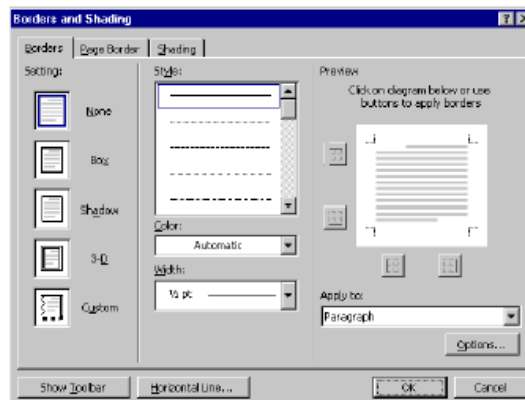 Borders and Shading
Borders
Page Border
Shading
Setting:
None
Box
Shadow
3-D
Custom
Style:
Color:
Automatic
Width:
½ pt
Preview
Click on diagram below or use
buttons to apply borders
Apply to:
Paragraph
Options...
Show Toolbar
Horizontal Line...
OK
Cancel